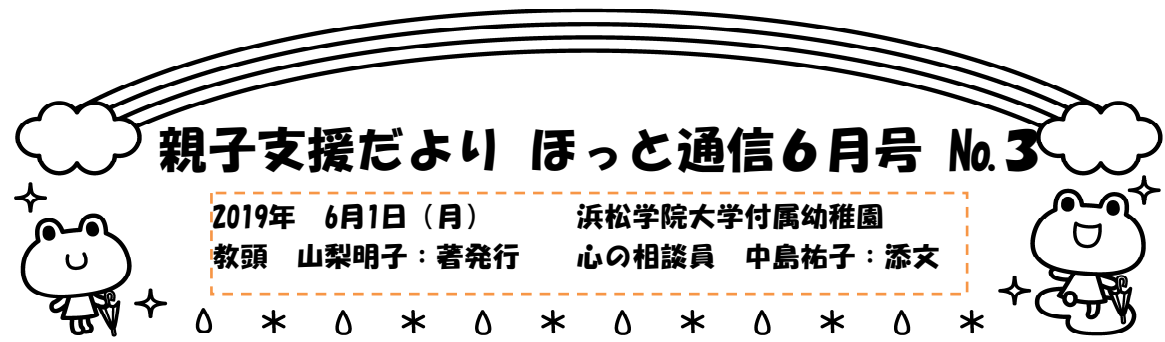 親子支援だより ほっと通信６月号 №.３
2019年　6月1日（月）　　　浜松学院大学付属幼稚園
教頭　山梨明子：著発行　　心の相談員　中島祐子：添文